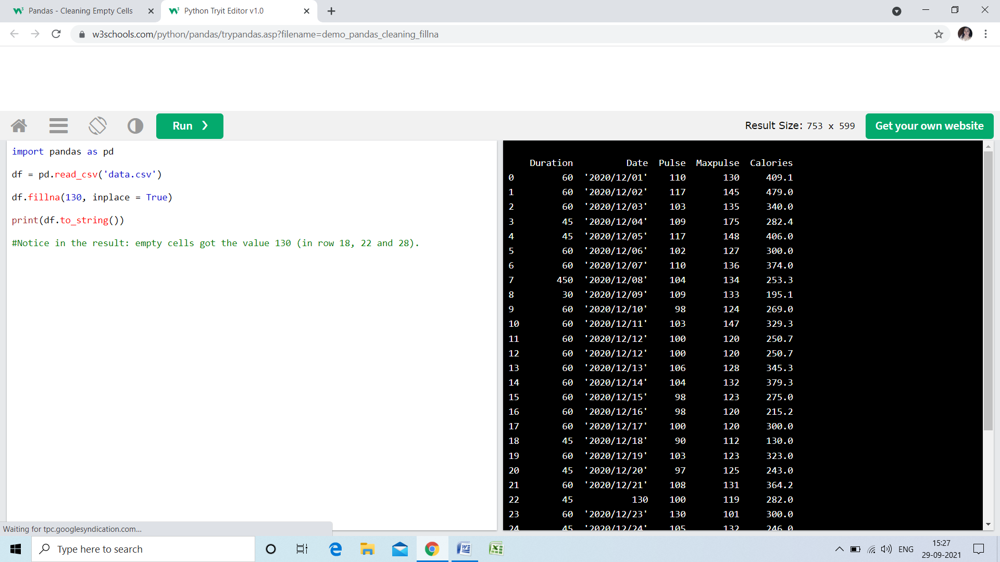 Pandas - Cleaning Empty Cells
Python Tryit Editor v1.0
w3schools.com/python/pandas/trypandas.asp?filename=demo_pandas_cleaning_fillna
Run ❯
Result Size: 753 x 599
Get your own website
import pandas as pd
df = pd.read_csv('data.csv')
df.fillna(130, inplace = True)
print(df.to_string())
#Notice in the result: empty cells got the value 130 (in row 18, 22 and 28).
Duration Date Pulse Maxpulse Calories
0 60 '2020/12/01' 110 130 409.1
1 60 '2020/12/02' 117 145 479.0
2 60 '2020/12/03' 103 135 340.0
3 45 '2020/12/04' 109 175 282.4
4 45 '2020/12/05' 117 148 406.0
5 60 '2020/12/06' 102 127 300.0
6 60 '2020/12/07' 110 136 374.0
7 450 '2020/12/08' 104 134 253.3
8 30 '2020/12/09' 109 133 195.1
9 60 '2020/12/10' 98 124 269.0
10 60 '2020/12/11' 103 147 329.3
11 60 '2020/12/12' 100 120 250.7
12 60 '2020/12/12' 100 120 250.7
13 60 '2020/12/13' 106 128 345.3
14 60 '2020/12/14' 104 132 379.3
15 60 '2020/12/15' 98 123 275.0
16 60 '2020/12/16' 98 120 215.2
17 60 '2020/12/17' 100 120 300.0
18 45 '2020/12/18' 90 112 130.0
19 60 '2020/12/19' 103 123 323.0
20 45 '2020/12/20' 97 125 243.0
21 60 '2020/12/21' 108 131 364.2
22 45 130 100 119 282.0
23 60 '2020/12/23' 130 101 300.0
24 45 '2020/12/24' 105 132 246.0
Waiting for tpc.googlesyndication.com...
Type here to search
ENG
15:27
29-09-2021